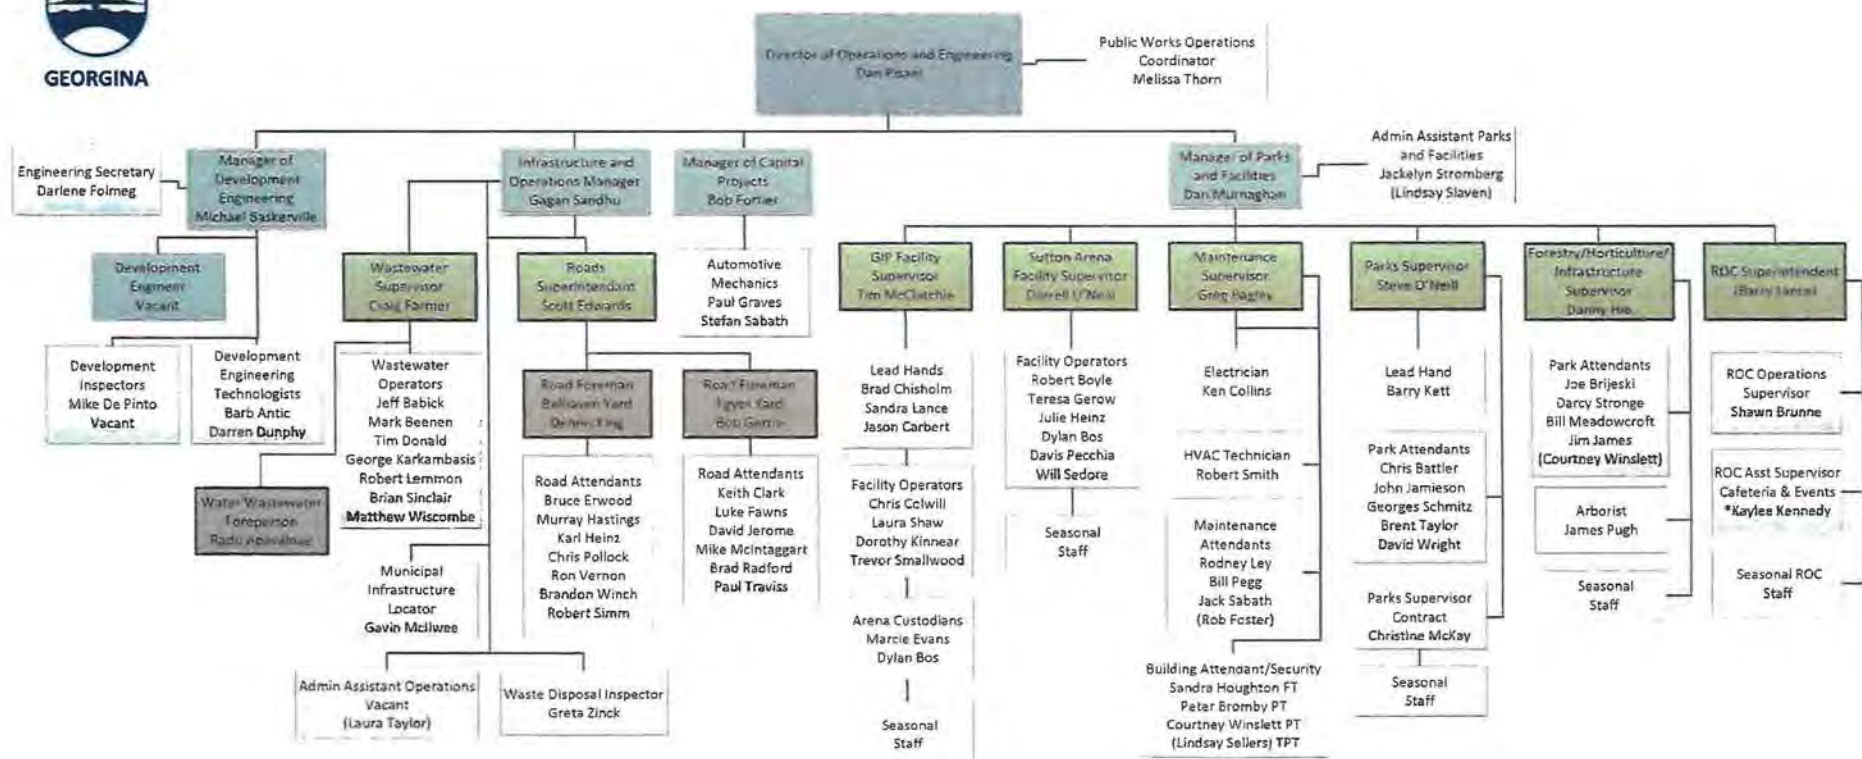 GEORGINA
Director of Operations and Engineering
Dan Pisani
Public Works Operations
Coordinator
Melissa Thorn
Engineering Secretary
Darlene Folmeg
Manager of
Development
Engineering
Michael Baskerville
Infrastructure and
Operations Manager
Gagan Sandhu
Manager of Capital
Projects
Bob Fortier
Manager of Parks
and Facilities
Dan Murnaghan
Admin Assistant Parks
and Facilities
Jackelyn Stromberg
(Lindsay Slaven)
Development
Engineer
Vacant
Wastewater
Supervisor
Craig Farmer
Roads
Superintendant
Scott Edwards
Automotive
Mechanics
Paul Graves
Stefan Sabath
GIP Facility
Supervisor
Tim McClatchie
Sutton Arena
Facility Supervisor
Darrell O'Neill
Maintenance
Supervisor
Greg Bagley
Parks Supervisor
Steve O'Neill
Forestry/Horticulture/
Infrastructure
Supervisor
Danny
ROC Superintendent
(Barry Lance)
Development
Inspectors
Mike De Pinto
Vacant
Development
Engineering
Technologists
Barb Antic
Darren Dunphy
Wastewater
Operators
Jeff Babick
Mark Beenen
Tim Donald
George Karkambasis
Robert Lemmon
Brian Sinclair
Matthew Wiscombe
Water Wastewater
Foreperson
Radu
Road Foreman
Belhaven Yard
Dennis King
Road Foreman
Egypt Yard
Bob
Road Attendants
Bruce Erwood
Murray Hastings
Karl Heinz
Chris Pollock
Ron Vernon
Brandon Winch
Robert Simm
Road Attendants
Keith Clark
Luke Fawns
David Jerome
Mike McIntaggart
Brad Radford
Paul Traviss
Municipal
Infrastructure
Locator
Gavin McIlwee
Admin Assistant Operations
Vacant
(Laura Taylor)
Waste Disposal Inspector
Greta Zinck
Lead Hands
Brad Chisholm
Sandra Lance
Jason Carbert
Facility Operators
Chris Colwill
Laura Shaw
Dorothy Kinnear
Trevor Smallwood
Arena Custodians
Marcie Evans
Dylan Bos
Seasonal
Staff
Facility Operators
Robert Boyle
Teresa Gerow
Julie Heinz
Dylan Bos
Davis Pecchia
Will Sedore
Seasonal
Staff
Electrician
Ken Collins
HVAC Technician
Robert Smith
Maintenance
Attendants
Rodney Ley
Bill Pegg
Jack Sabath
(Rob Foster)
Building Attendant/Security
Sandra Houghton FT
Peter Bromby PT
Courtney Winslett PT
(Lindsay Sellers) TPT
Lead Hand
Barry Kett
Park Attendants
Chris Battler
John Jamieson
Georges Schmitz
Brent Taylor
David Wright
Parks Supervisor
Contract
Christine McKay
Seasonal
Staff
Park Attendants
Joe Brijeski
Darcy Stronge
Bill Meadowcroft
Jim James
(Courtney Winslett)
Arborist
James Pugh
Seasonal
Staff
ROC Operations
Supervisor
Shawn Brunne
ROC Asst Supervisor
Cafeteria & Events
*Kaylee Kennedy
Seasonal ROC
Staff